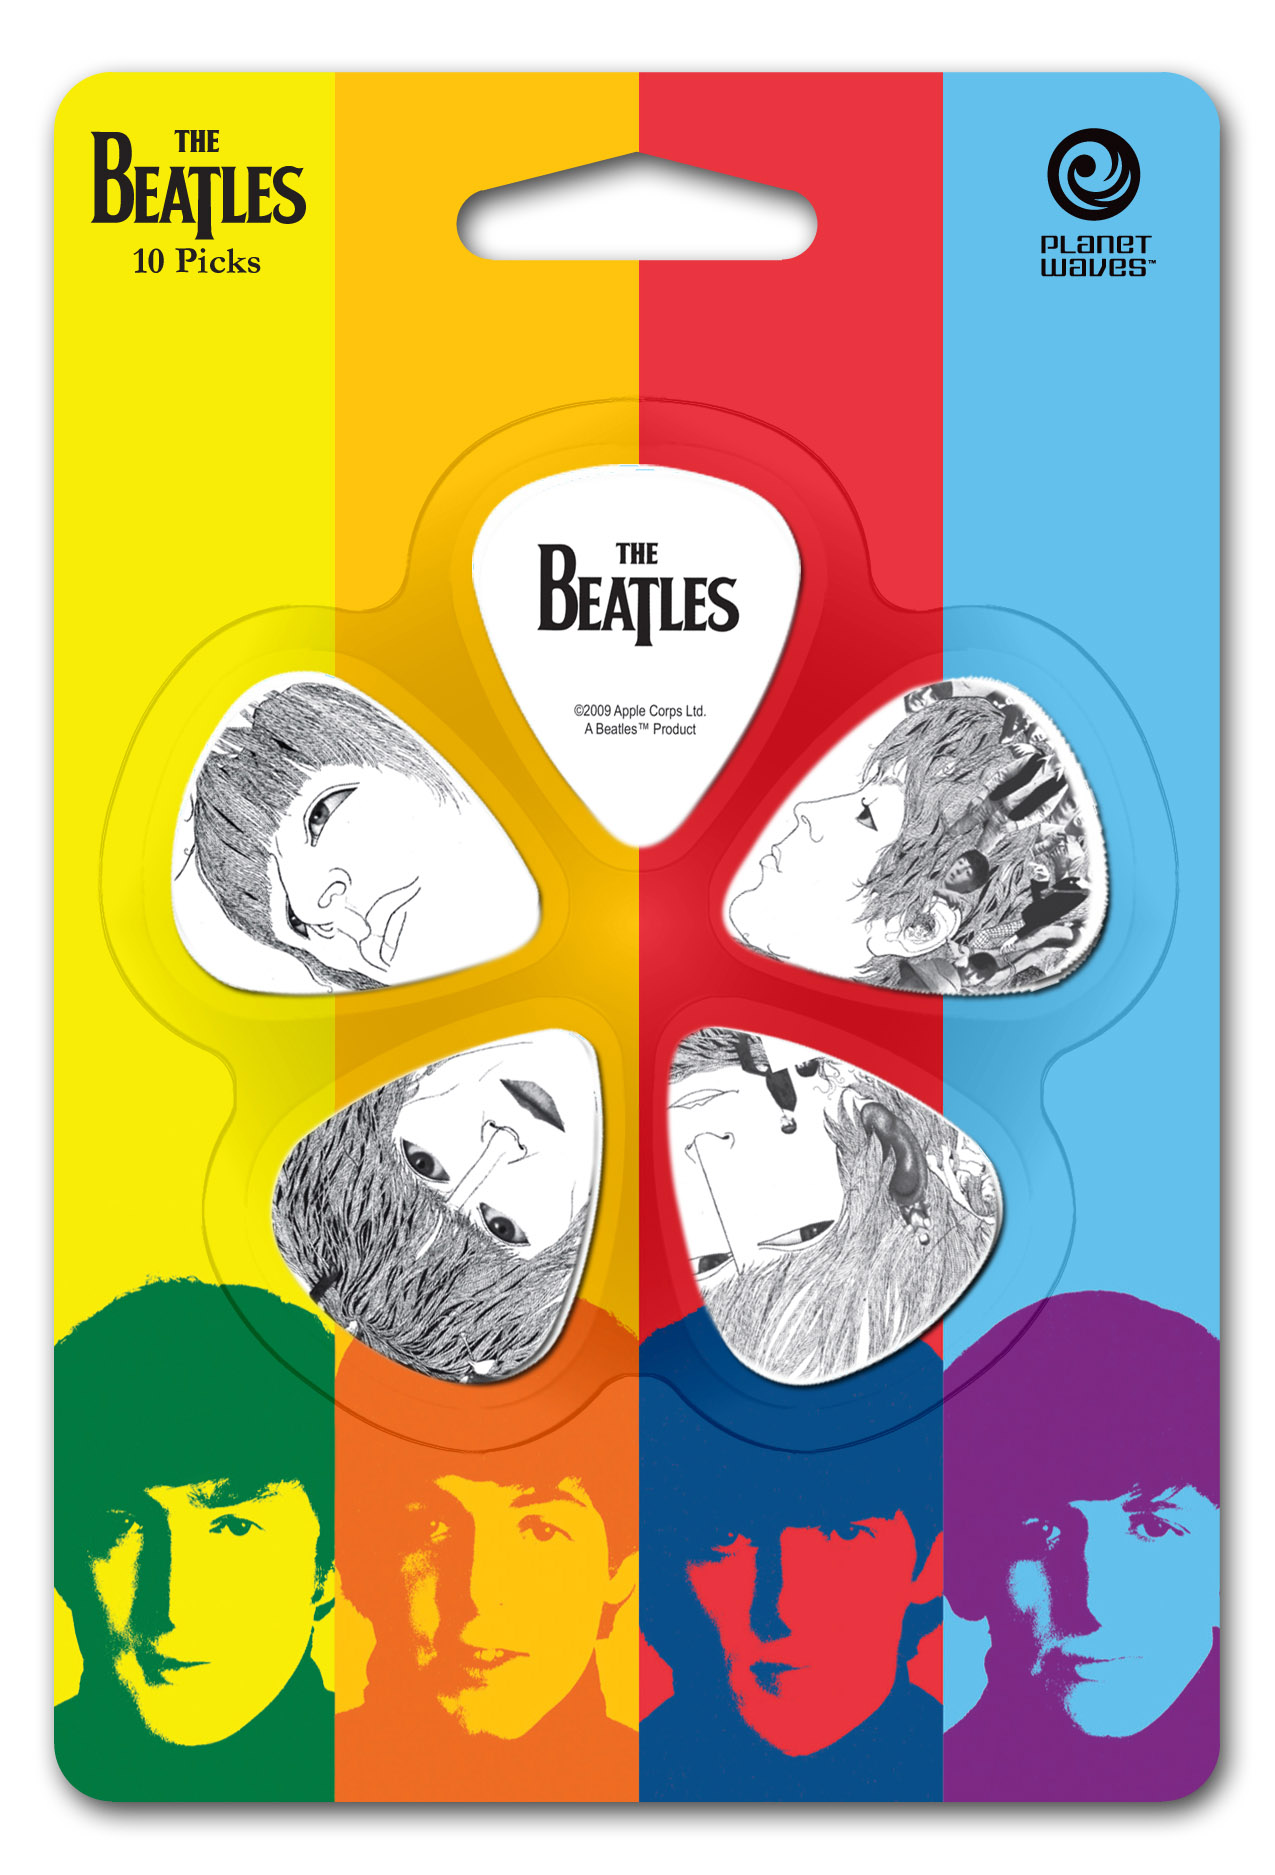 THE
BEATLES
10 Picks
PLANET
WAVES™
THE
BEATLES
©2009 Apple Corps Ltd.
A Beatles™ Product